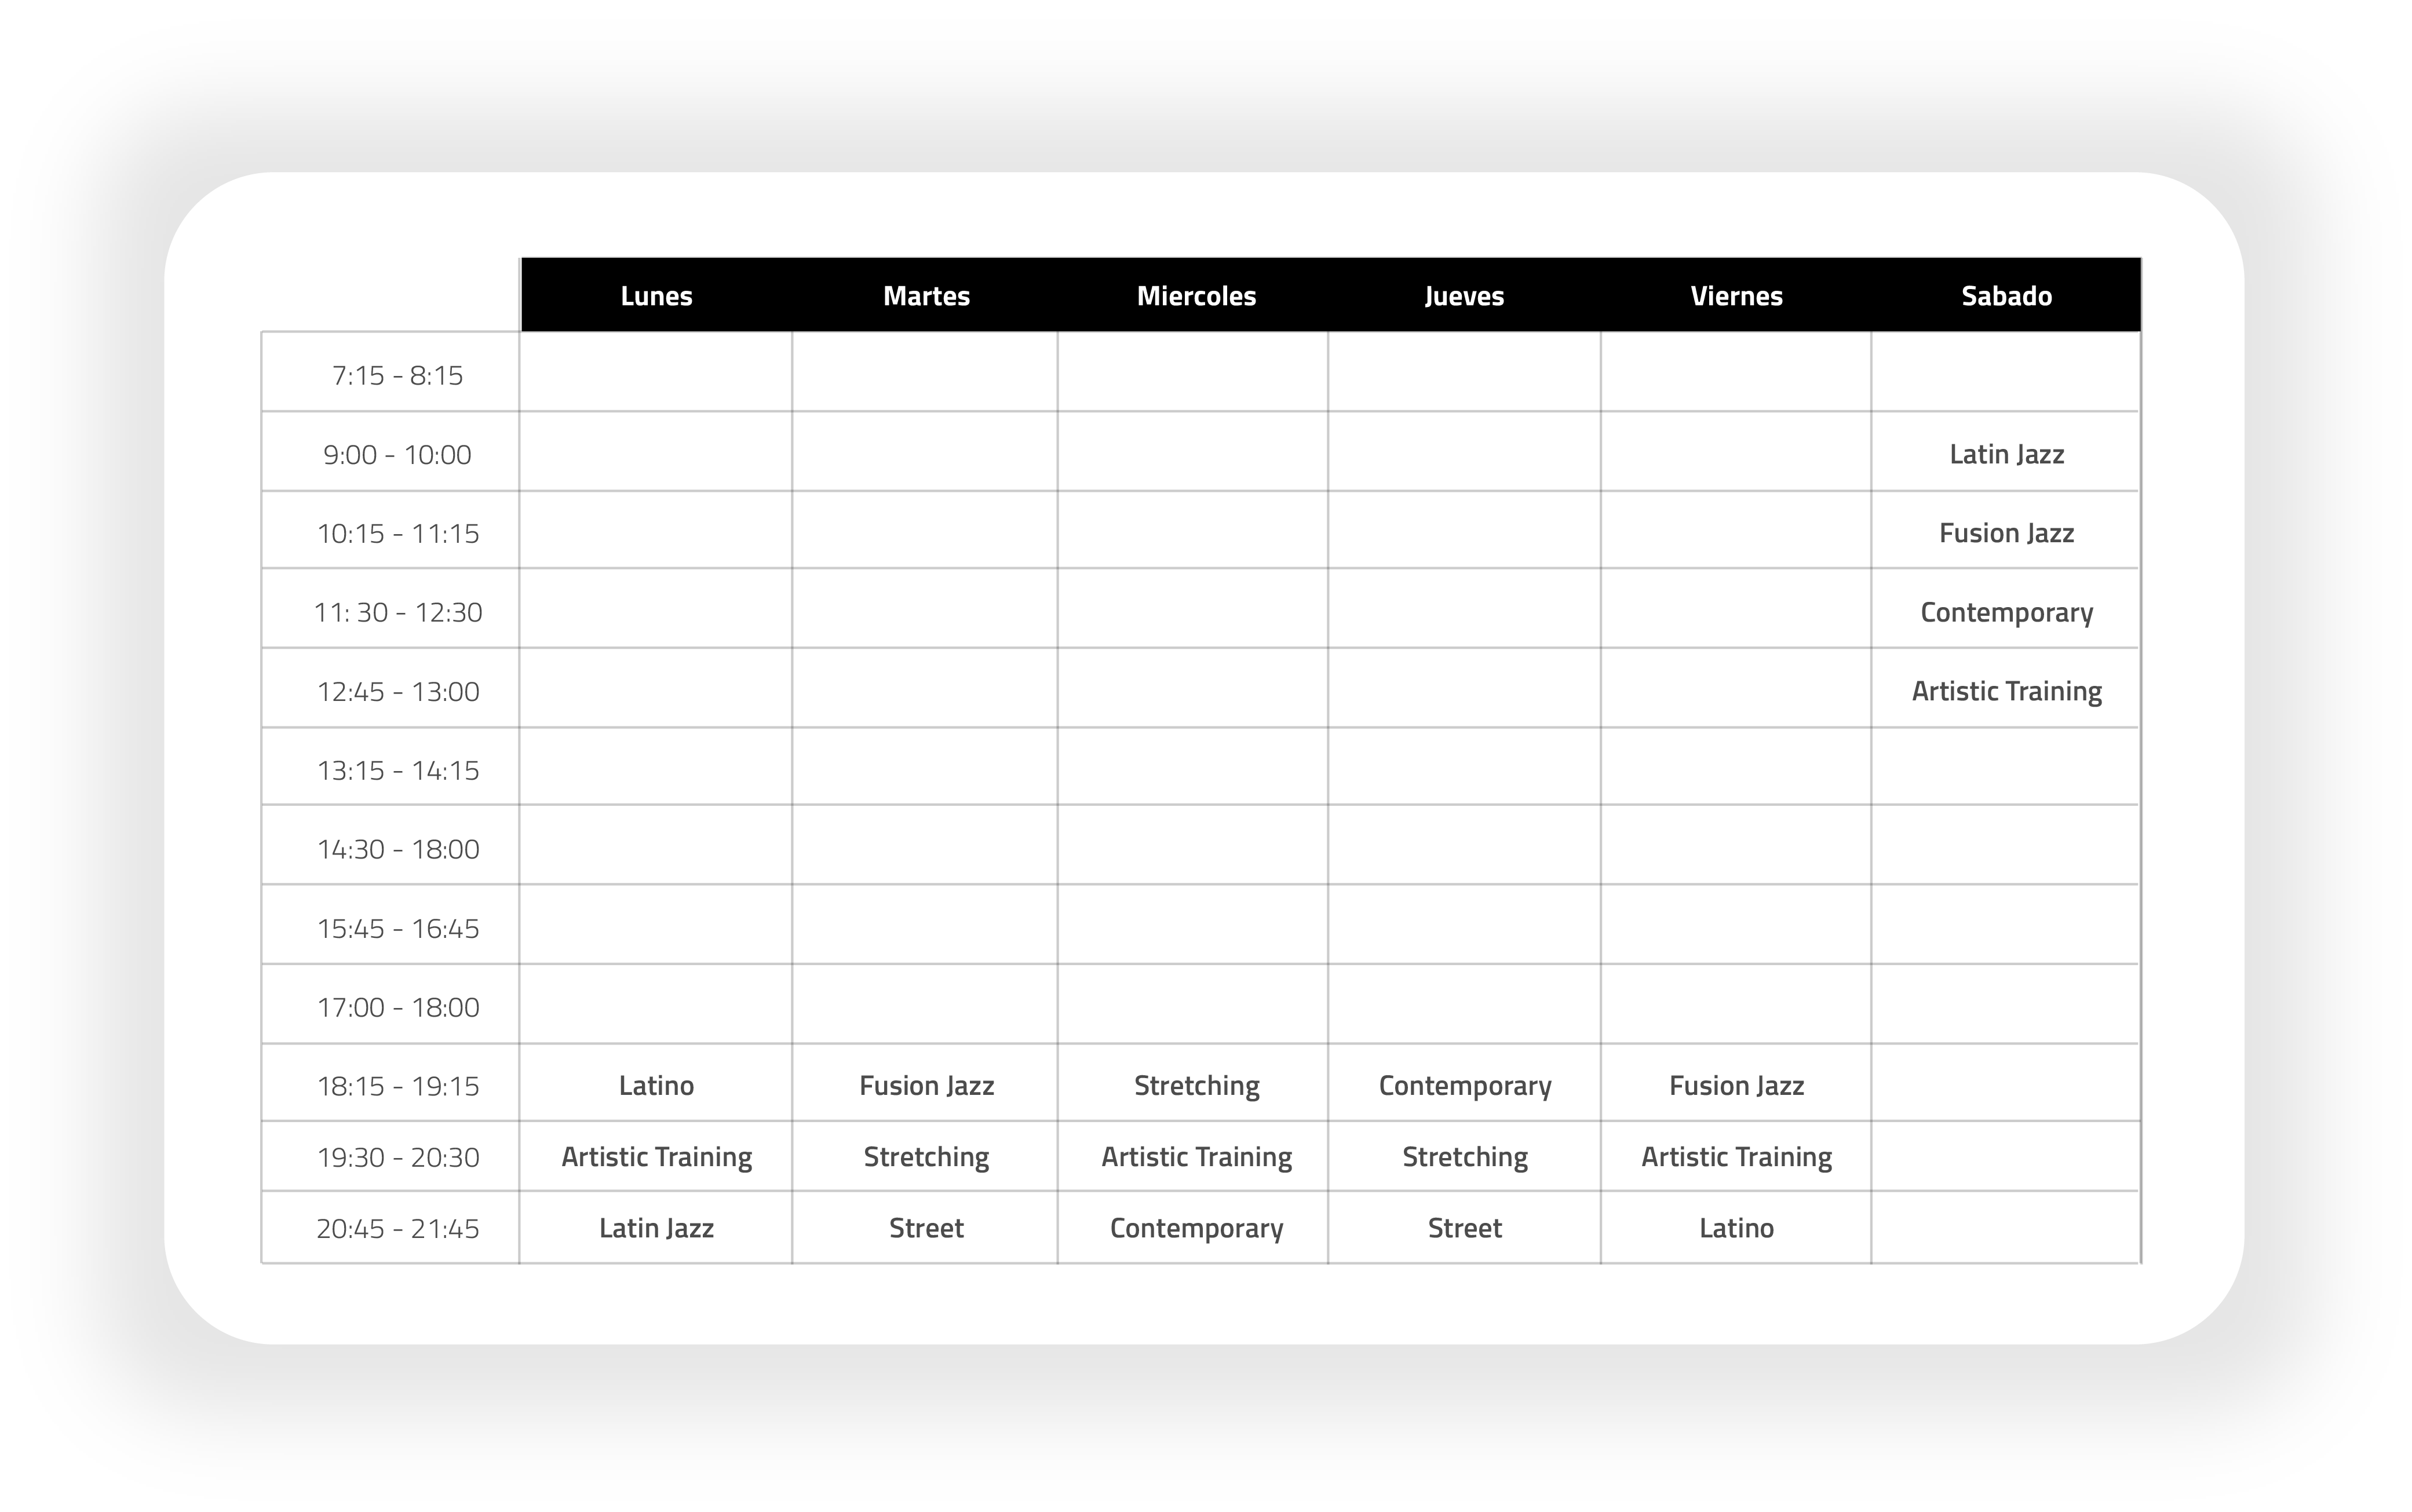 Lunes Martes Miercoles Jueves Viernes Sabado
7:15 - 8:15
9:00 - 10:00 Latin Jazz
10:15 - 11:15 Fusion Jazz
11: 30 - 12:30 Contemporary
12:45 - 13:00 Artistic Training
13:15 - 14:15
14:30 - 18:00
15:45 - 16:45
17:00 - 18:00
18:15 - 19:15 Latino Fusion Jazz Stretching Contemporary Fusion Jazz
19:30 - 20:30 Artistic Training Stretching Artistic Training Stretching Artistic Training
20:45 - 21:45 Latin Jazz Street Contemporary Street Latino